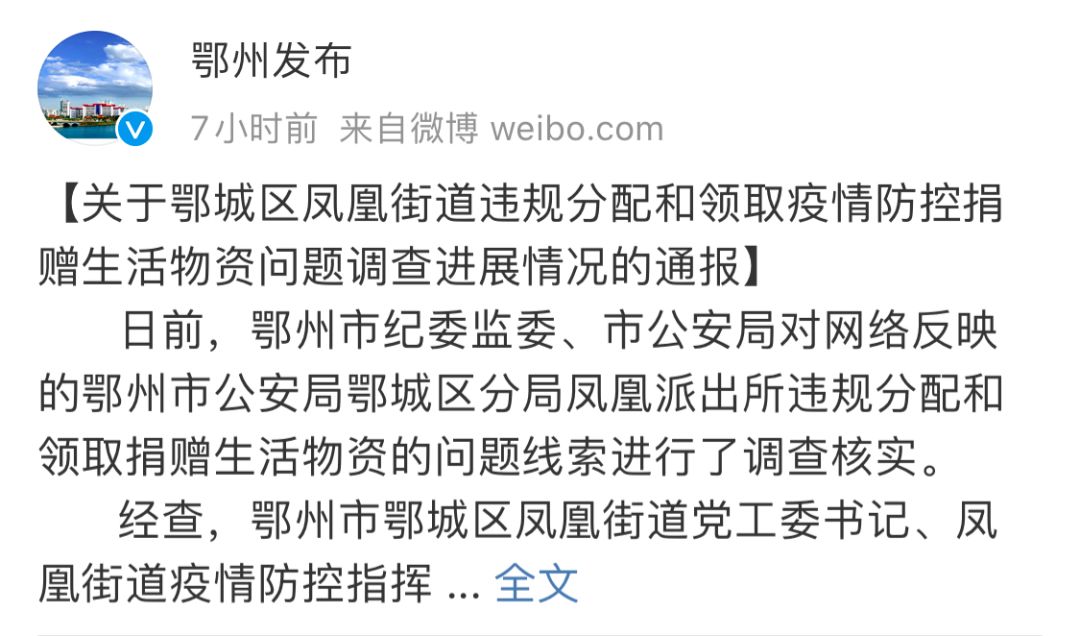 鄂州发布
7小时前 来自微博 weibo.com
【关于鄂城区凤凰街道违规分配和领取疫情防控捐
赠生活物资问题调查进展情况的通报】
日前，鄂州市纪委监委、市公安局对网络反映
的鄂州市公安局鄂城区分局凤凰派出所违规分配和
领取捐赠生活物资的问题线索进行了调查核实。
经查，鄂州市鄂城区凤凰街道党工委书记、凤
凰街道疫情防控指挥 ... 全文